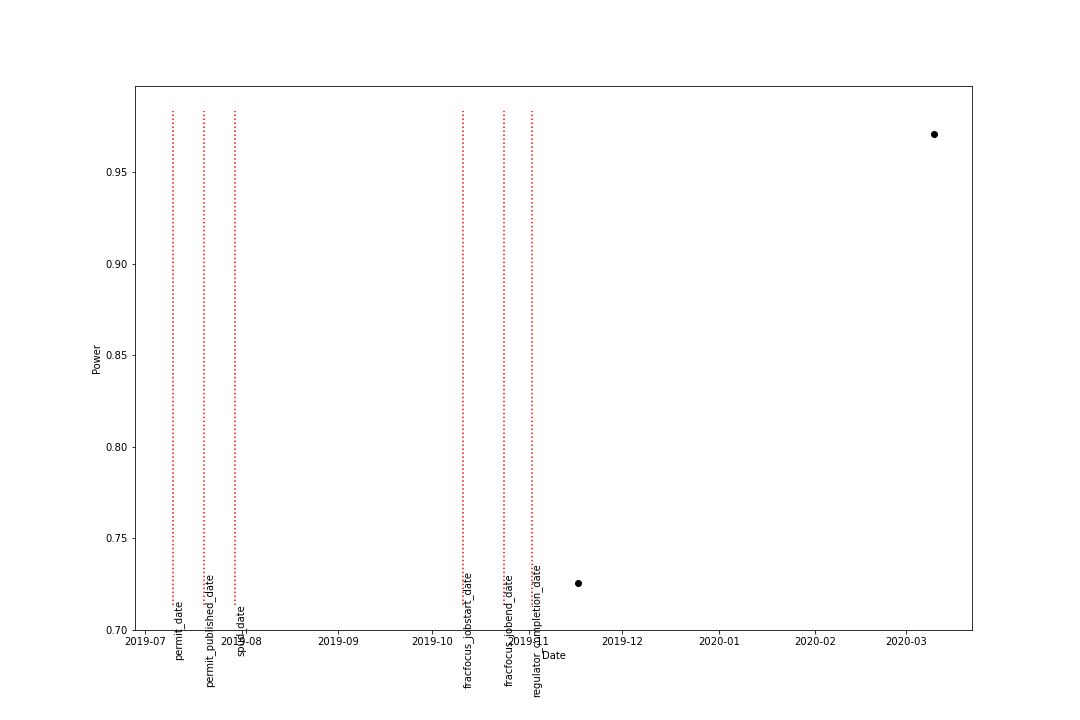 0.95
0.90
0.85
0.80
0.75
0.70
Power
2019-07
2019-08
2019-09
2019-10
2019-11
2019-12
2020-01
2020-02
2020-03
Date
permit_date
permit_published_date
spud_date
fracfocus_jobstart_date
fracfocus_jobend_date
regulator_completion_date